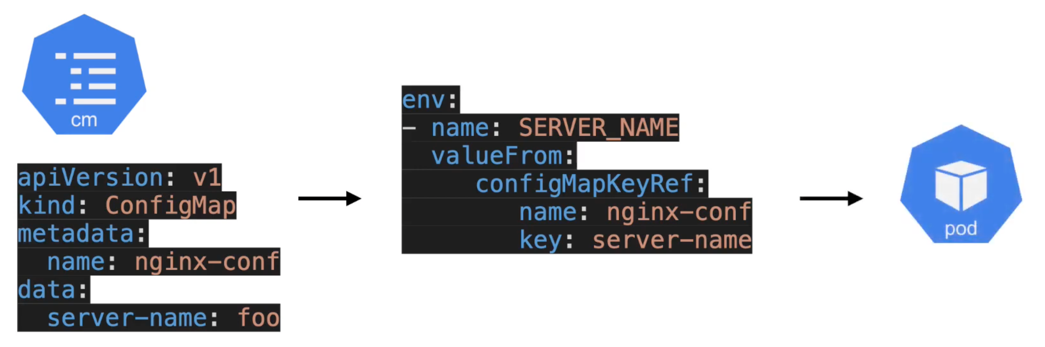 cm
apiVersion: v1
kind: ConfigMap
metadata:
  name: nginx-conf
data:
  server-name: foo
env:
- name: SERVER_NAME
  valueFrom:
     configMapKeyRef:
        name: nginx-conf
        key: server-name
pod